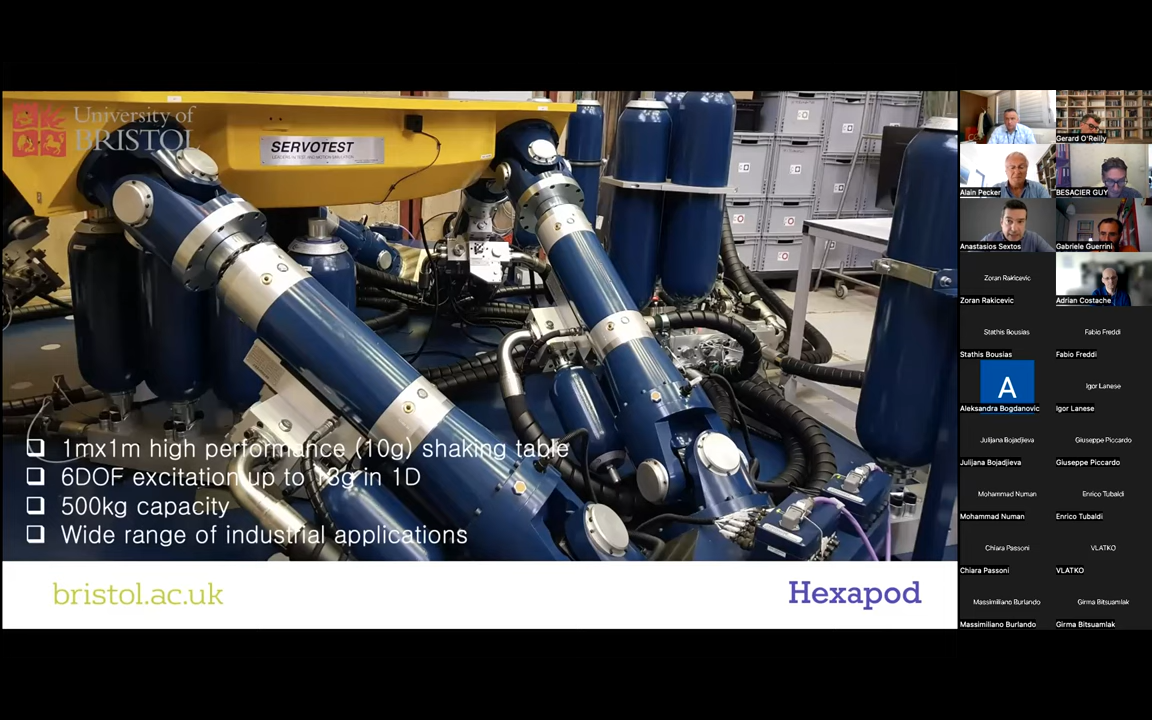 University of
BRISTOL
SERVOTEST
1mx1m high performance (10g) shaking table
6DOF excitation up to 13g in 1D
500kg capacity
Wide range of industrial applications
bristol.ac.uk
Hexapod
Gerard O'Reilly
Alain Pecker
BESACIER GUY
Anastasios Sextos
Gabriele Guerrini
Zoran Rakicevic
Zoran Rakicevic
Adrian Costache
Stathis Bousias
Fabio Freddi
Stathis Bousias
Fabio Freddi
A
Igor Lanese
Aleksandra Bogdanovic
Igor Lanese
Julijana Bojadjieva
Giuseppe Piccardo
Julijana Bojadjieva
Giuseppe Piccardo
Mohammad Numan
Enrico Tubaldi
Mohammad Numan
Enrico Tubaldi
Chiara Passoni
VLATKO
Chiara Passoni
VLATKO
Massimiliano Burlando
Girma Bitsuamlak
Massimiliano Burlando
Girma Bitsuamlak